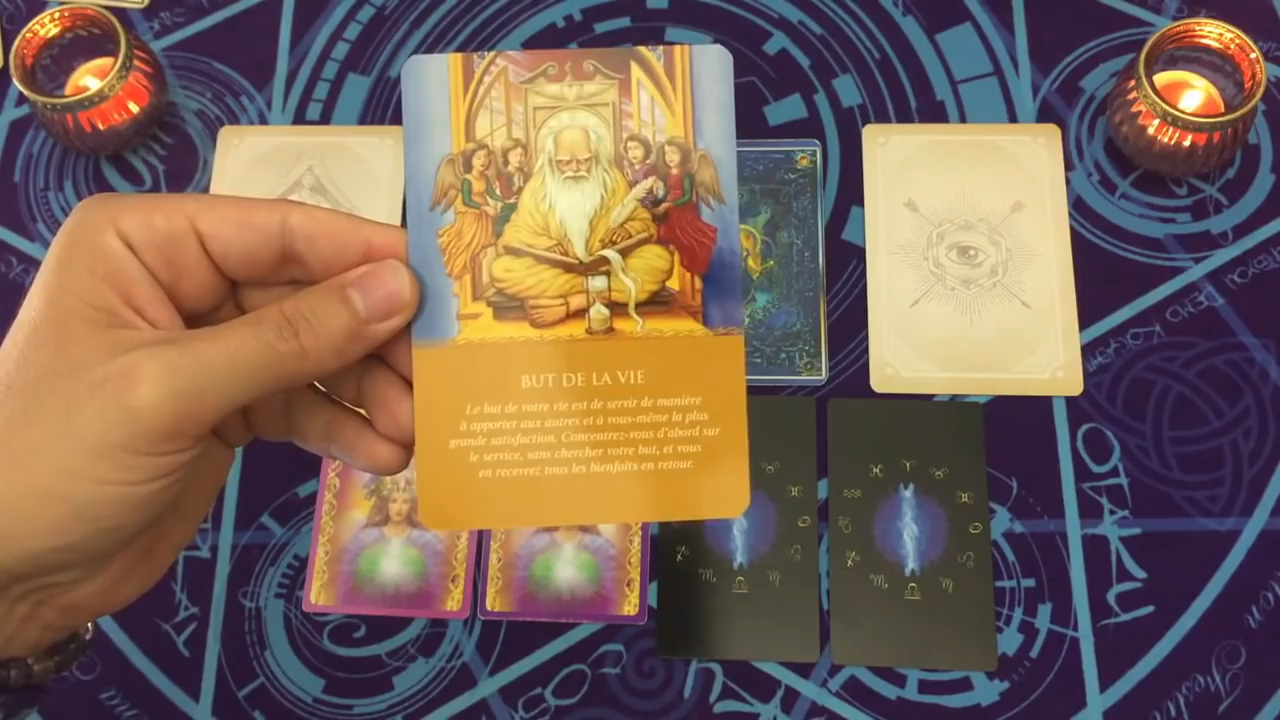 BUT DE LA VIE
Le but de votre vie est de servir de manière
à apporter aux autres et à vous-même la plus
grande satisfaction. Concentrez-vous d'abord sur
le service, sans chercher votre but, et vous
en recevrez tous les bienfaits en retour.
OTAKU